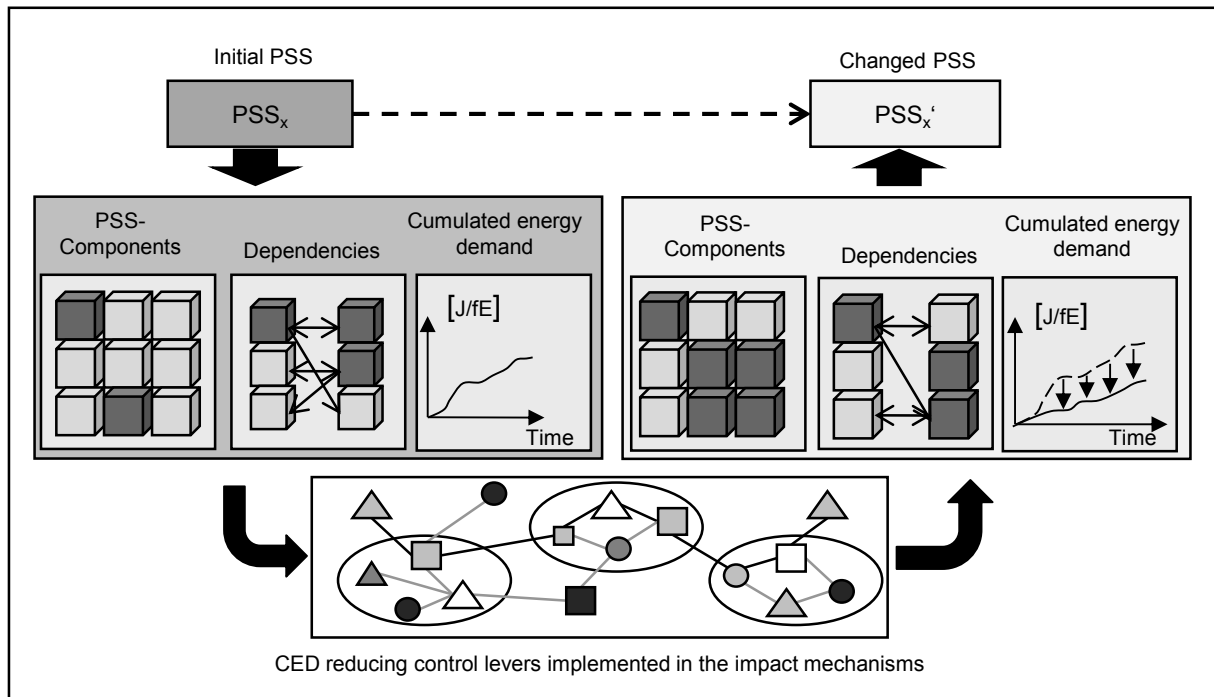 Initial PSS
Changed PSS
PSSx
PSSx‘
PSS-
Components
Dependencies
Cumulated energy
demand
[J/fE]
Time
PSS-
Components
Dependencies
Cumulated energy
demand
[J/fE]
Time
CED reducing control levers implemented in the impact mechanisms